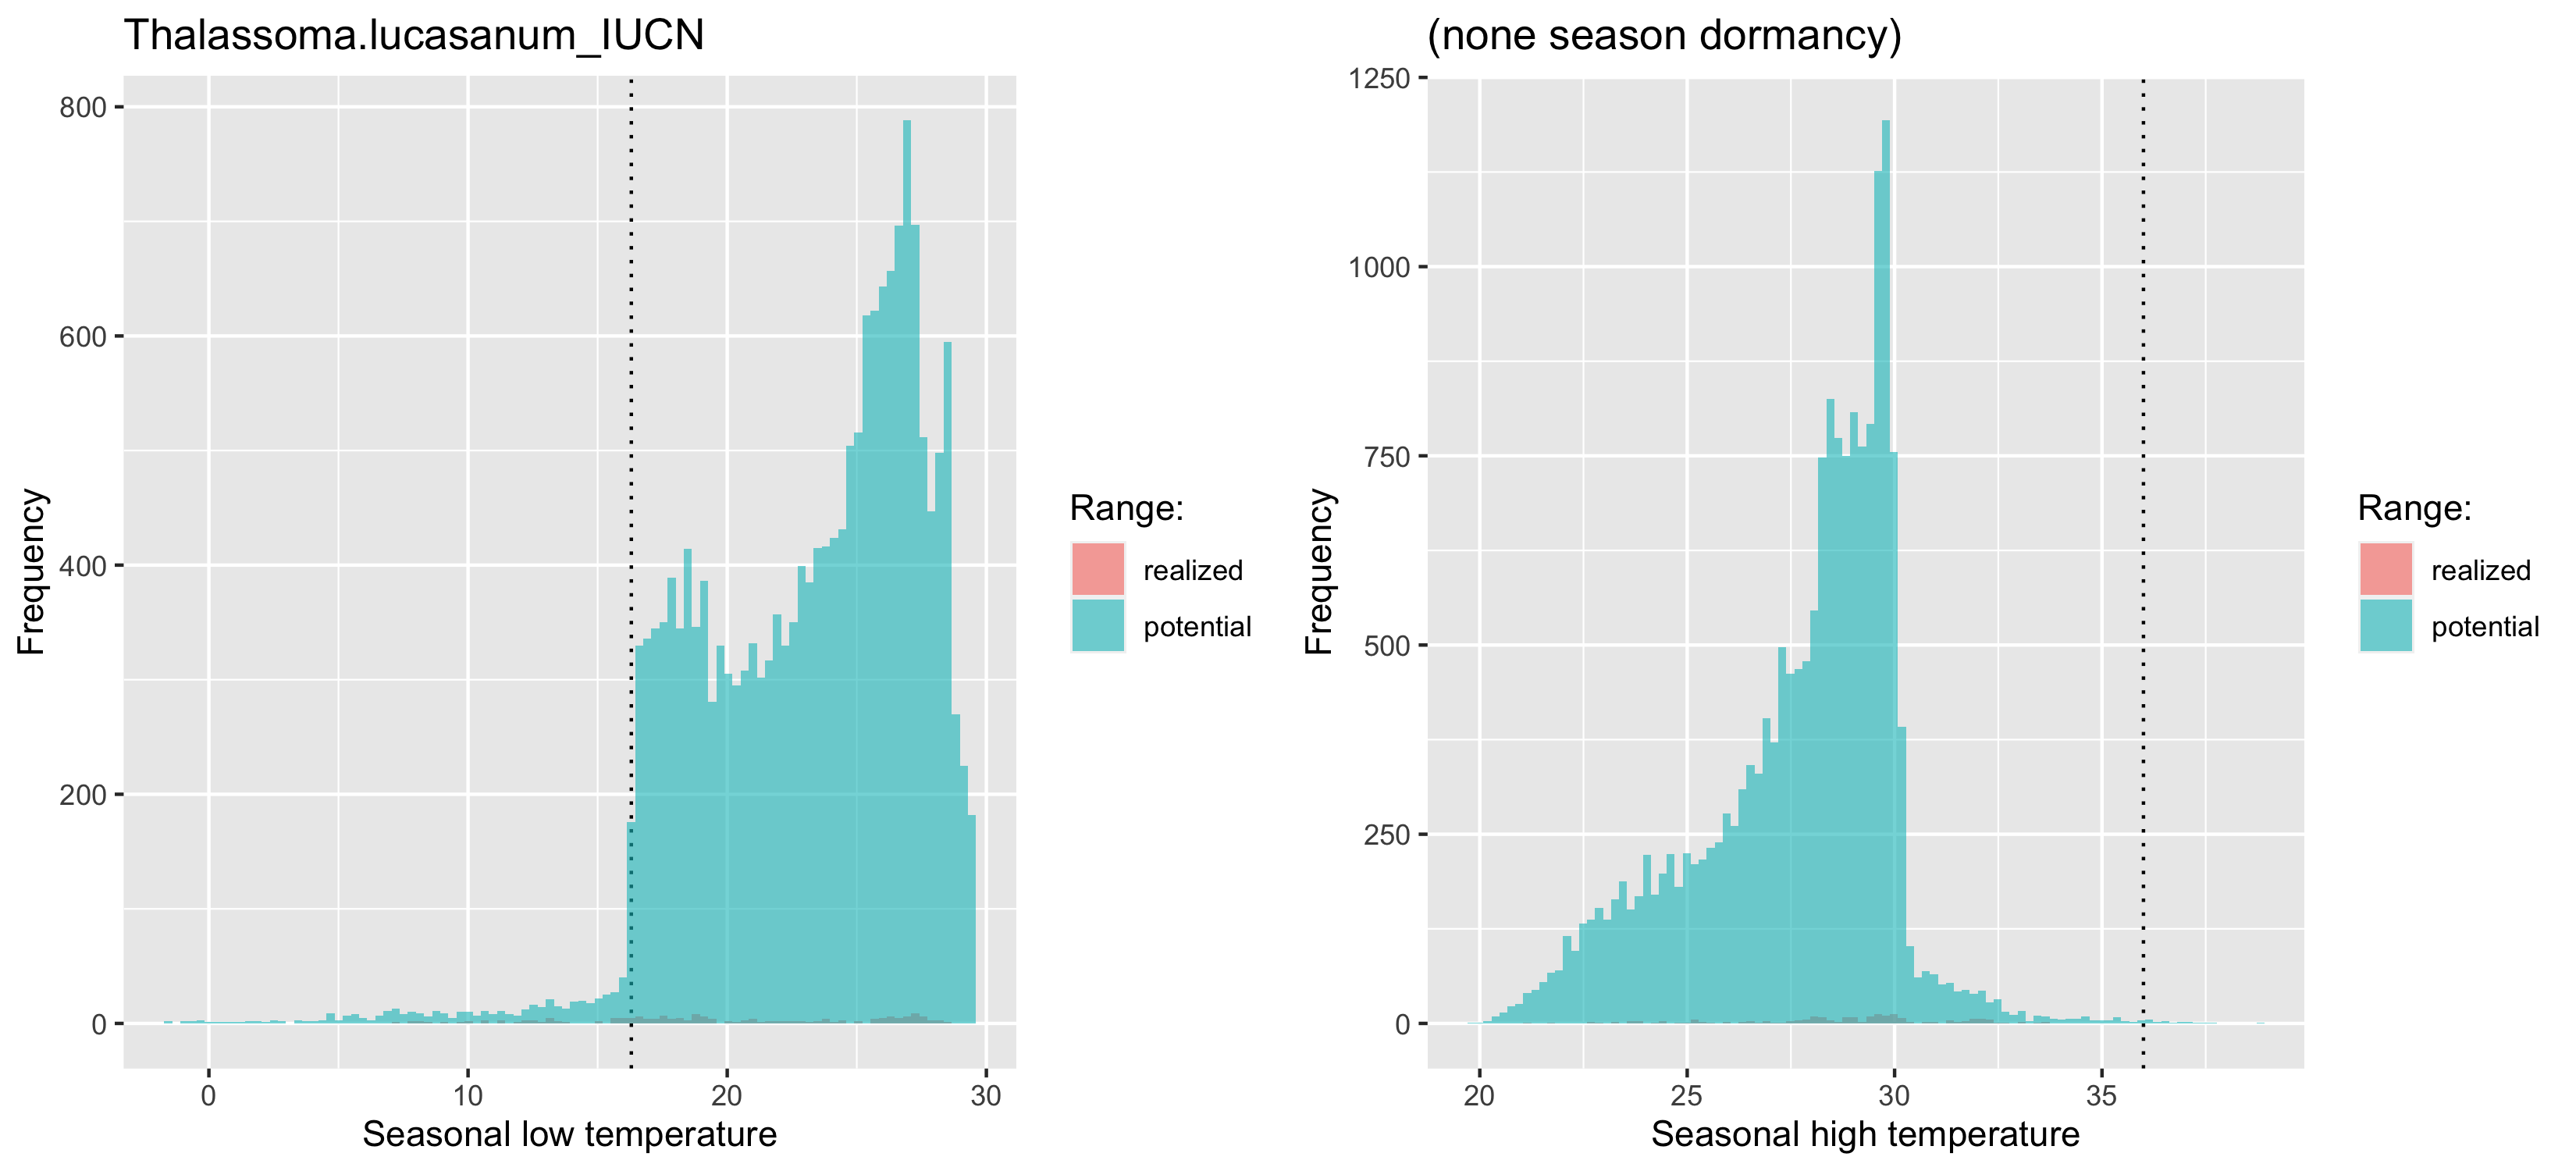 Thalassoma.lucasanum_IUCN
800
600
400
200
0
Frequency
0 10 20 30
Seasonal low temperature
Range:
realized
potential
(none season dormancy)
1250
1000
750
500
250
0
Frequency
20 25 30 35
Seasonal high temperature
Range:
realized
potential